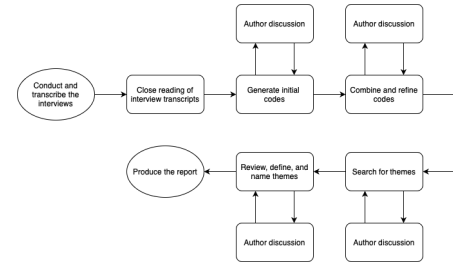 Author discussion
Author discussion
Conduct and
transcribe the
interviews
Close reading of
interview transcripts
Generate initial
codes
Combine and refine
codes
Search for themes
Review, define, and
name themes
Produce the report
Author discussion
Author discussion